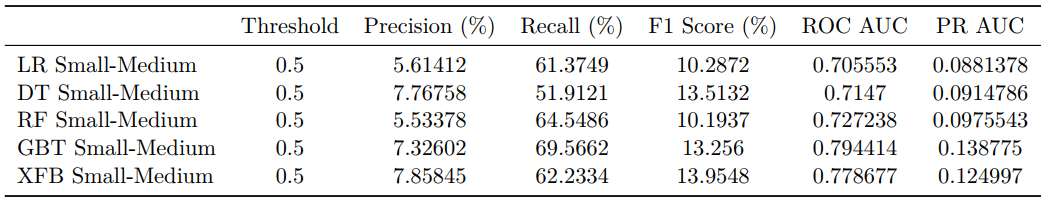 Threshold Precision (%) Recall (%) F1 Score (%) ROC AUC PR AUC
LR Small-Medium 0.5 5.61412 61.3749 10.2872 0.705553 0.0881378
DT Small-Medium 0.5 7.76758 51.9121 13.5132 0.7147 0.0914786
RF Small-Medium 0.5 5.53378 64.5486 10.1937 0.727238 0.0975543
GBT Small-Medium 0.5 7.32602 69.5662 13.256 0.794414 0.138775
XFB Small-Medium 0.5 7.85845 62.2334 13.9548 0.778677 0.124997